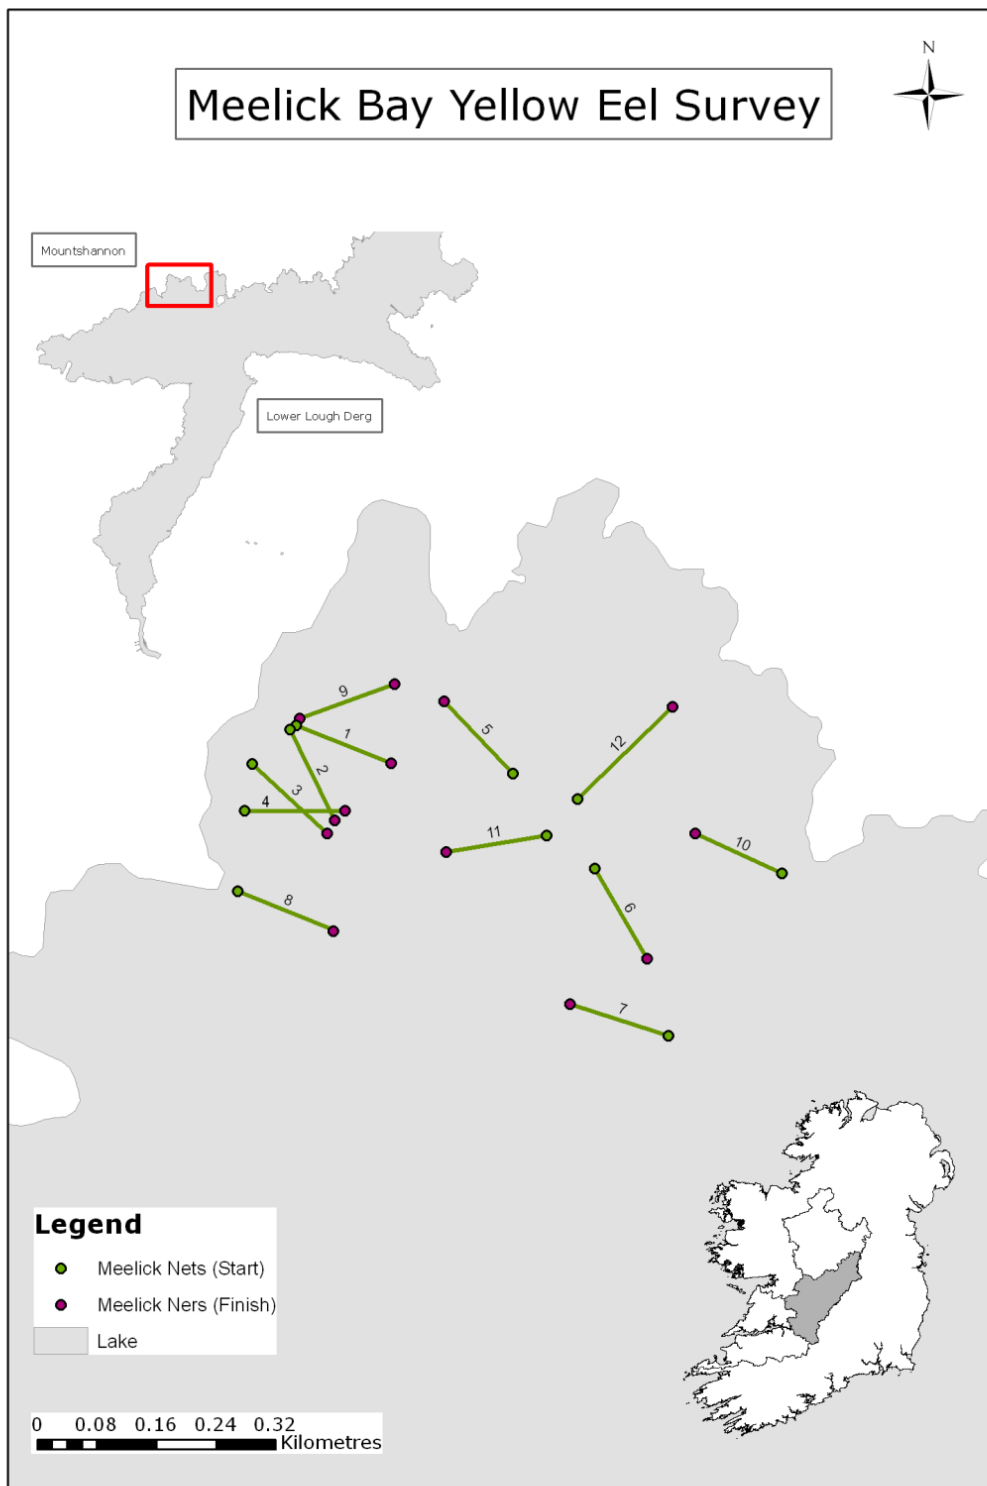 N
Meelick Bay Yellow Eel Survey
Mountshannon
Lower Lough Derg
9
1
2
3
4
5
12
11
10
8
6
7
Legend
Meelick Nets (Start)
Meelick Ners (Finish)
Lake
0 0.08 0.16 0.24 0.32
Kilometres